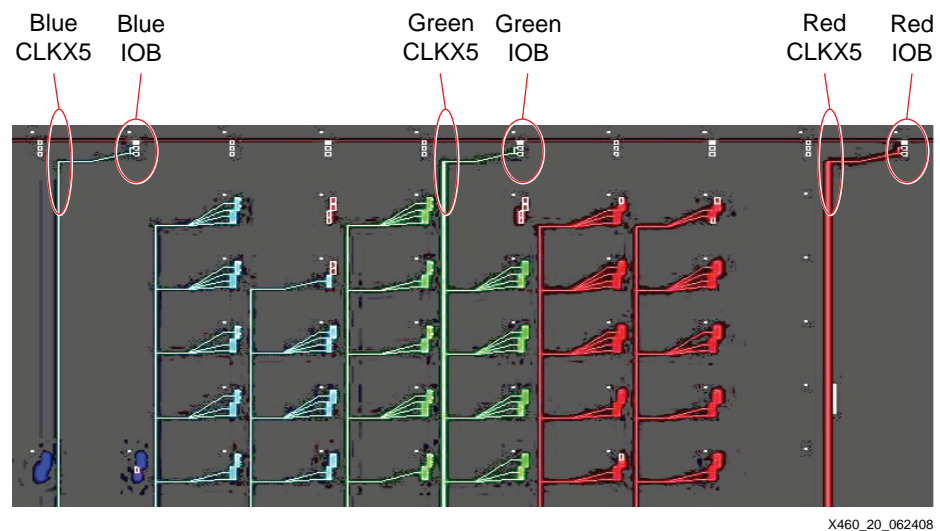 Blue Blue Green Green Red Red
CLKX5 IOB CLKX5 IOB CLKX5 IOB
X460_20_062408